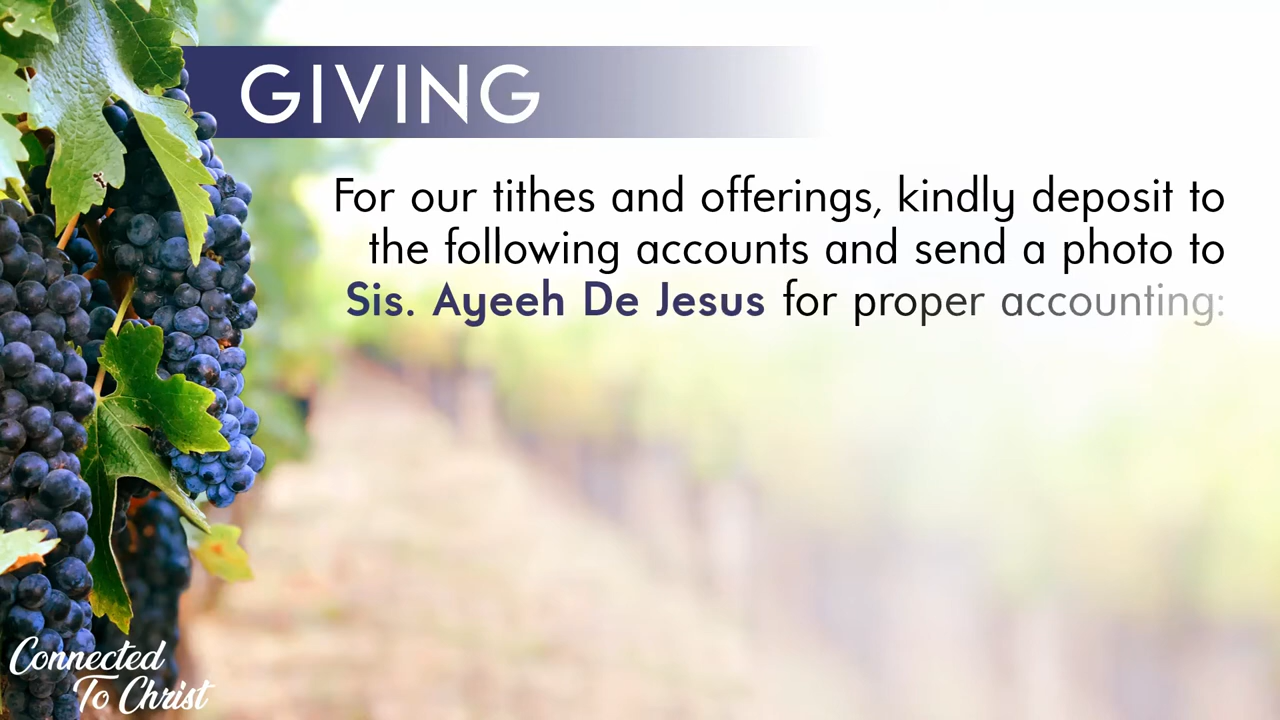 GIVING
For our tithes and offerings, kindly deposit to
the following accounts and send a photo to
Sis. Ayeeh De Jesus for proper accounting:
Connected
To Christ